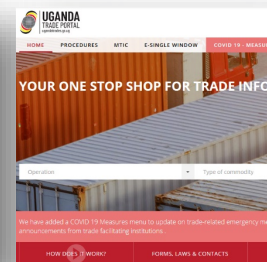 UGANDA
TRADE PORTAL
ugandatrades.go.ug
HOME PROCEDURES MTIC E-SINGLE WINDOW COVID 19 - MEASU
YOUR ONE STOP SHOP FOR TRADE INFO
Operation Type of commodity
We have added a COVID 19 Measures menu to update on trade-related emergency me
announcements from trade facilitating institutions .
HOW DOES IT WORK? FORMS, LAWS & CONTACTS